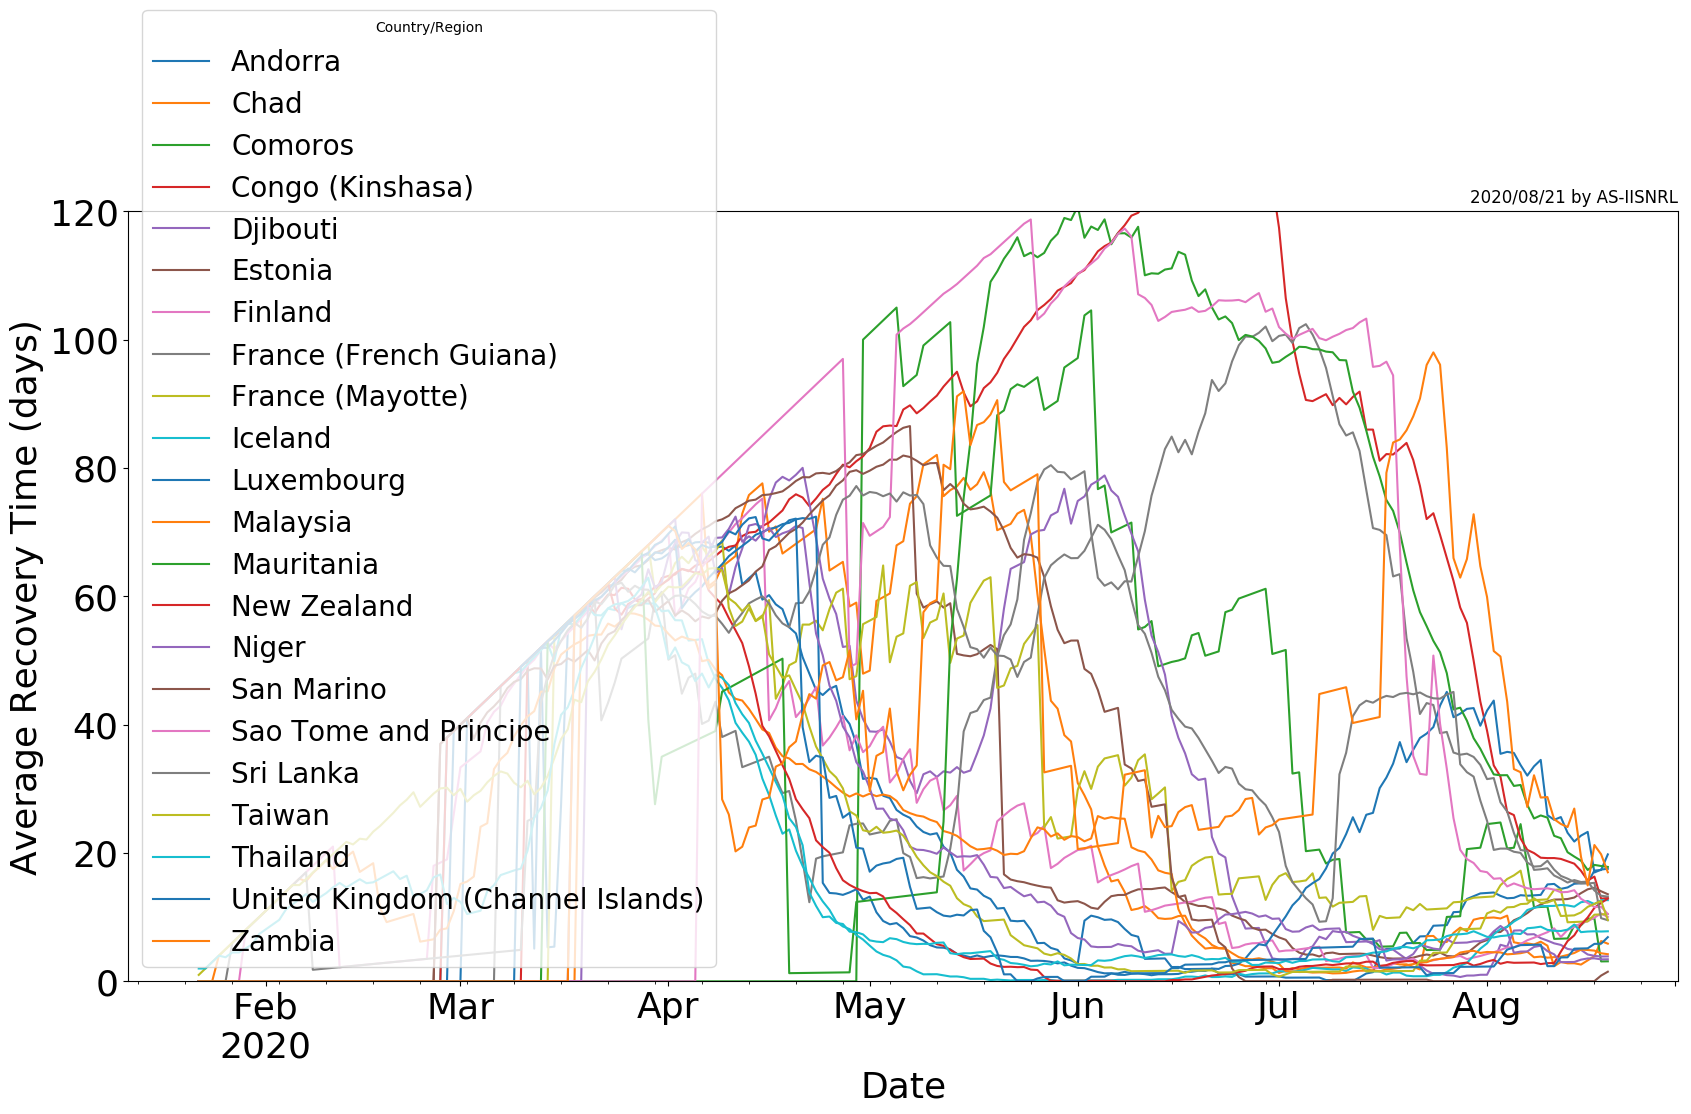 Country/Region
Andorra
Chad
Comoros
Congo (Kinshasa)
Djibouti
Estonia
Finland
France (French Guiana)
France (Mayotte)
Iceland
Luxembourg
Malaysia
Mauritania
New Zealand
Niger
San Marino
Sao Tome and Principe
Sri Lanka
Taiwan
Thailand
United Kingdom (Channel Islands)
Zambia
2020/08/21 by AS-IISNRL
Average Recovery Time (days)
120
100
80
60
40
20
0
Feb Mar Apr May Jun Jul Aug
2020
Date